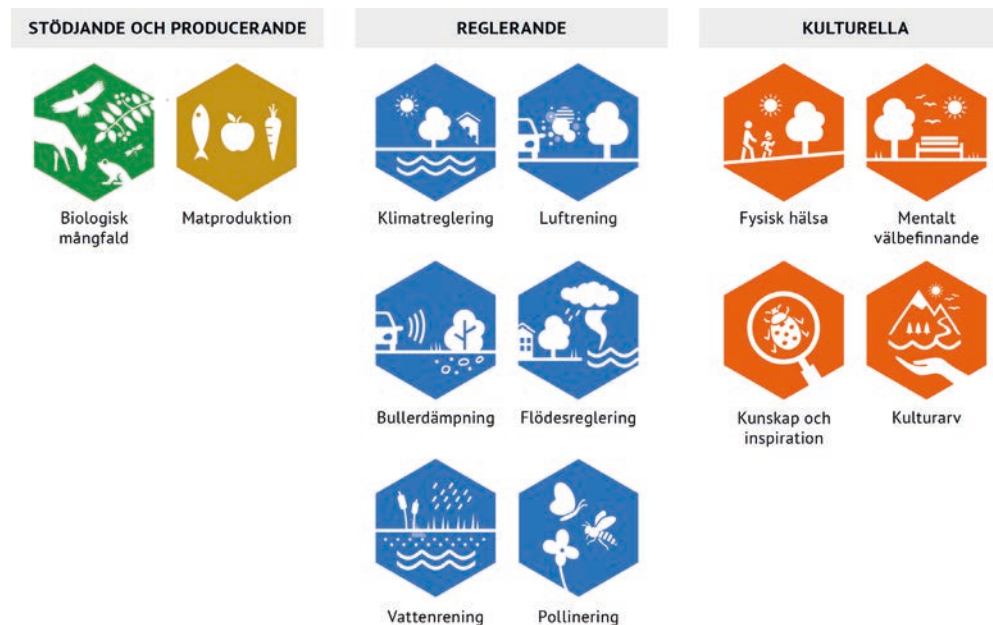 STÖDJANDE OCH PRODUCERANDE
Biologisk
mångfald
Matproduktion
REGLERANDE
Klimatreglering
Luftrening
Bullerdämpning
Flödesreglering
Vattenrening
Pollinering
KULTURELLA
Fysisk hälsa
Mentalt
välbefinnande
Kunskap och
inspiration
Kulturarv